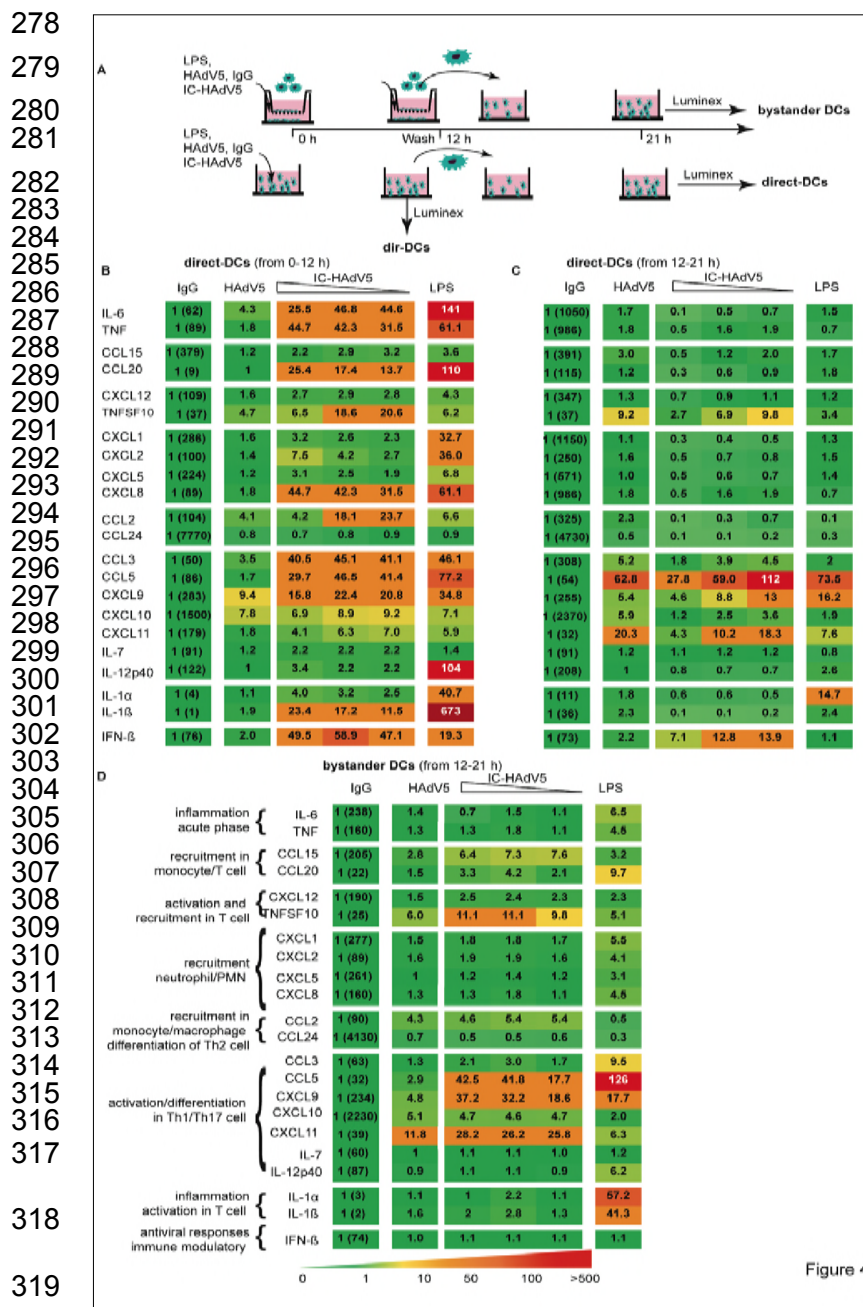 278
279
280
281
282
283
284
285
286
287
288
289
290
291
292
293
294
295
296
297
298
299
300
301
302
303
304
305
306
307
308
309
310
311
312
313
314
315
316
317
318
319
A
LPS,
HAdV5, IgG
IC-HAdV5
Luminex
bystander DCs
0 h
Wash
12 h
21 h
LPS,
HAdV5, IgG
IC-HAdV5
Luminex
direct-DCs
Luminex
dir-DCs
B
direct-DCs (from 0-12 h)
IgG HAdV5 IC-HAdV5 LPS
IL-6 1 (62) 4.3 25.5 46.8 44.6 141
TNF 1 (89) 1.8 44.7 42.3 31.5 61.1
CCL15 1 (379) 1.2 2.2 2.9 3.2 3.6
CCL20 1 (9) 1 25.4 17.4 13.7 110
CXCL12 1 (109) 1.6 2.7 2.9 2.8 4.3
TNFSF10 1 (37) 4.7 6.5 18.6 20.6 6.2
CXCL1 1 (286) 1.6 3.2 2.6 2.3 32.7
CXCL2 1 (100) 1.4 7.5 4.2 2.7 36.0
CXCL5 1 (224) 1.2 3.1 2.5 1.9 6.8
CXCL8 1 (89) 1.8 44.7 42.3 31.5 61.1
CCL2 1 (104) 4.1 4.2 18.1 23.7 6.6
CCL24 1 (7770) 0.8 0.7 0.8 0.9 0.9
CCL3 1 (50) 3.5 40.5 45.1 41.1 46.1
CCL5 1 (86) 1.7 29.7 46.5 41.4 77.2
CXCL9 1 (283) 9.4 15.8 22.4 20.8 34.8
CXCL10 1 (1500) 7.8 6.9 8.9 9.2 7.1
CXCL11 1 (179) 1.8 4.1 6.3 7.0 5.9
IL-7 1 (91) 1.2 2.2 2.2 2.2 1.4
IL-12p40 1 (122) 1 3.4 2.2 2.2 104
IL-1α 1 (4) 1.1 4.0 3.2 2.5 40.7
IL-1ß 1 (1) 1.9 23.4 17.2 11.5 673
IFN-ß 1 (76) 2.0 49.5 58.9 47.1 19.3
C
direct-DCs (from 12-21 h)
IgG HAdV5 IC-HAdV5 LPS
1 (1050) 1.7 0.1 0.5 0.7 1.5
1 (986) 1.8 0.5 1.6 1.9 0.7
1 (391) 3.0 0.5 1.2 2.0 1.7
1 (115) 1.2 0.3 0.6 0.9 1.8
1 (347) 1.3 0.7 0.9 1.1 1.2
1 (37) 9.2 2.7 6.9 9.8 3.4
1 (1150) 1.1 0.3 0.4 0.5 1.3
1 (250) 1.6 0.5 0.7 0.8 1.5
1 (571) 1.0 0.5 0.6 0.7 1.4
1 (986) 1.8 0.5 1.6 1.9 0.7
1 (325) 2.3 0.1 0.3 0.7 0.1
1 (4730) 0.5 0.1 0.1 0.2 0.3
1 (308) 5.2 1.8 3.9 4.5 2
1 (54) 62.8 27.8 59.0 112 73.5
1 (255) 5.4 4.6 8.8 13 16.2
1 (2370) 5.9 1.2 2.5 3.6 1.9
1 (32) 20.3 4.3 10.2 18.3 7.6
1 (91) 1.2 1.1 1.2 1.2 0.8
1 (208) 1 0.8 0.7 0.7 2.6
1 (11) 1.8 0.6 0.6 0.5 14.7
1 (36) 2.3 0.1 0.1 0.2 2.4
1 (73) 2.2 7.1 12.8 13.9 1.1
D
bystander DCs (from 12-21 h)
IgG HAdV5 IC-HAdV5 LPS
inflammation
acute phase
IL-6 1 (238) 1.4 0.7 1.5 1.1 6.5
TNF 1 (160) 1.3 1.3 1.8 1.1 4.5
recruitment in
monocyte/T cell
CCL15 1 (205) 2.8 6.4 7.3 7.6 3.2
CCL20 1 (22) 1.5 3.3 4.2 2.1 9.7
activation and
recruitment in T cell
CXCL12 1 (190) 1.5 2.5 2.4 2.3 2.3
TNFSF10 1 (25) 6.0 11.1 11.1 9.8 5.1
recruitment
neutrophil/PMN
CXCL1 1 (277) 1.5 1.8 1.8 1.7 5.5
CXCL2 1 (89) 1.6 1.9 1.9 1.6 4.1
CXCL5 1 (261) 1 1.2 1.4 1.2 3.1
CXCL8 1 (160) 1.3 1.3 1.8 1.1 4.5
recruitment in
monocyte/macrophage
differentiation of Th2 cell
CCL2 1 (90) 4.3 4.6 5.4 5.4 0.5
CCL24 1 (4130) 0.7 0.5 0.5 0.6 0.3
activation/differentiation
in Th1/Th17 cell
CCL3 1 (63) 1.3 2.1 3.0 1.7 9.5
CCL5 1 (32) 2.9 42.5 41.8 17.7 126
CXCL9 1 (234) 4.8 37.2 32.2 18.6 17.7
CXCL10 1 (2230) 5.1 4.7 4.6 4.7 2.0
CXCL11 1 (39) 11.8 28.2 26.2 25.8 6.3
IL-7 1 (60) 1 1.1 1.1 1.0 1.2
IL-12p40 1 (87) 0.9 1.1 1.1 0.9 6.2
inflammation
activation in T cell
IL-1α 1 (3) 1.1 1 2.2 1.1 57.2
IL-1ß 1 (2) 1.6 2 2.8 1.3 41.3
antiviral responses
immune modulatory
IFN-ß 1 (74) 1.0 1.1 1.1 1.1 1.1
0 1 10 50 100 >500
Figure 4